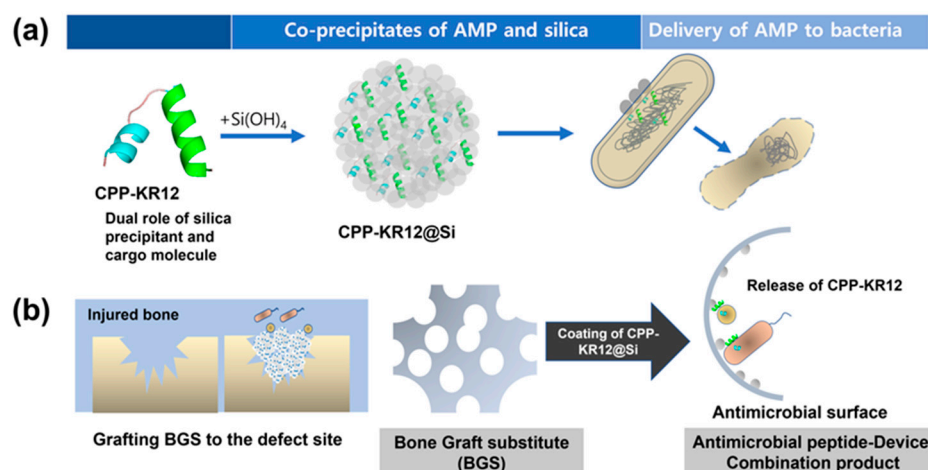 (a)
Co-precipitates of AMP and silica
Delivery of AMP to bacteria
+Si(OH)₄
CPP-KR12
Dual role of silica
precipitant and
cargo molecule
CPP-KR12@Si
(b)
Injured bone
Grafting BGS to the defect site
Bone Graft substitute
(BGS)
Coating of CPP-
KR12@Si
Release of CPP-KR12
Antimicrobial surface
Antimicrobial peptide-Device
Combination product